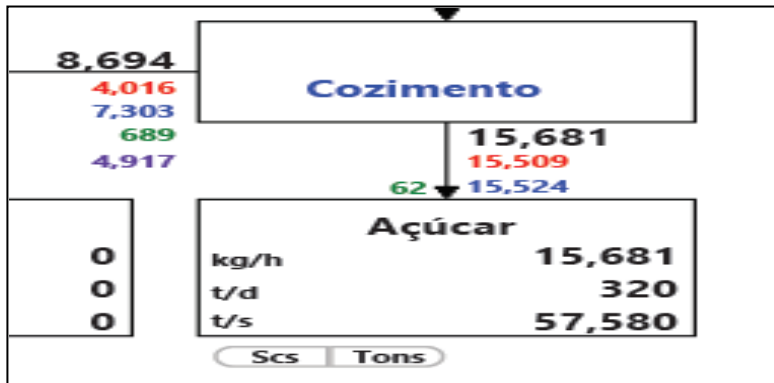 8,694
4,016
7,303
689
4,917
Cozimento
15,681
15,509
62 15,524
0
0
0
Açúcar
kg/h 15,681
t/d 320
t/s 57,580
Scs Tons